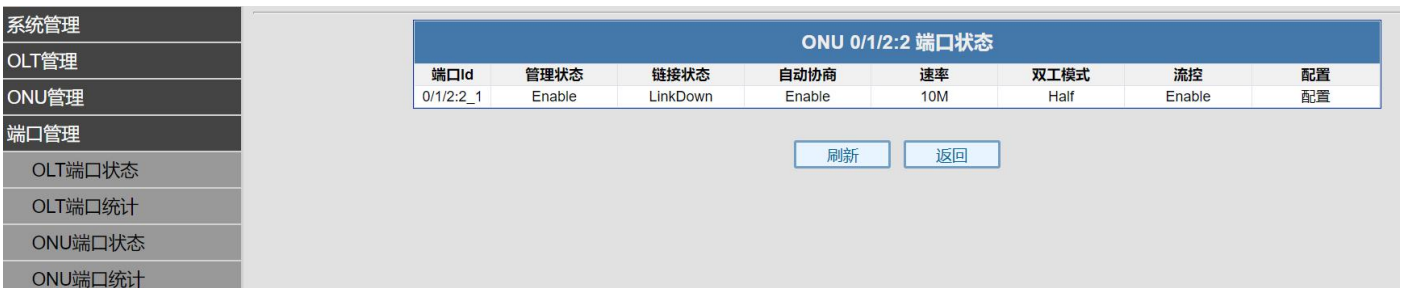 系统管理
OLT管理
ONU管理
端口管理
OLT端口状态
OLT端口统计
ONU端口状态
ONU端口统计
ONU 0/1/2:2 端口状态
端口Id 管理状态 链接状态 自动协商 速率 双工模式 流控 配置
0/1/2:2_1 Enable LinkDown Enable 10M Half Enable 配置
刷新 返回